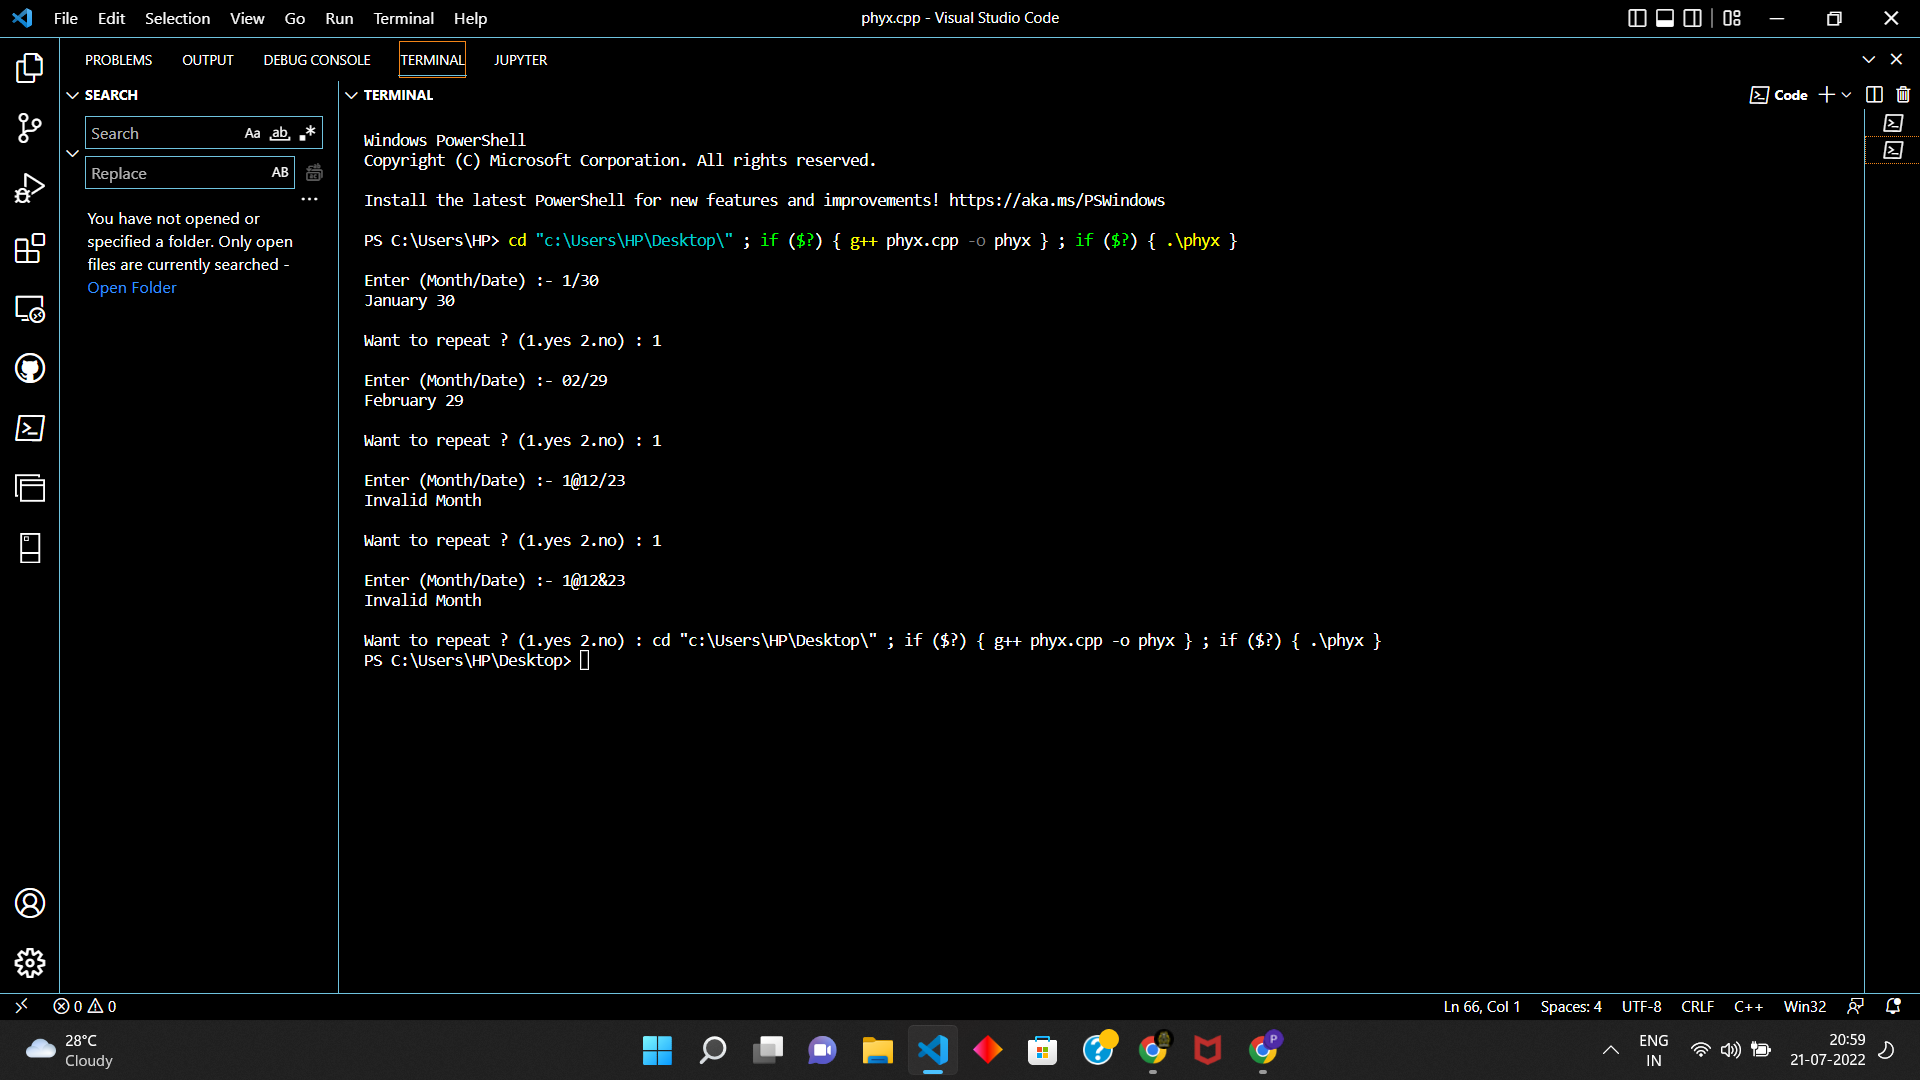 File Edit Selection View Go Run Terminal Help
phyx.cpp - Visual Studio Code
PROBLEMS OUTPUT DEBUG CONSOLE TERMINAL JUPYTER
SEARCH
Search
Aa ab .*
Replace
AB
You have not opened or
specified a folder. Only open
files are currently searched -
Open Folder
TERMINAL
Code
Windows PowerShell
Copyright (C) Microsoft Corporation. All rights reserved.
Install the latest PowerShell for new features and improvements! https://aka.ms/PSWindows
PS C:\Users\HP> cd "c:\Users\HP\Desktop\" ; if ($?) { g++ phyx.cpp -o phyx } ; if ($?) { .\phyx }
Enter (Month/Date) :- 1/30
January 30
Want to repeat ? (1.yes 2.no) : 1
Enter (Month/Date) :- 02/29
February 29
Want to repeat ? (1.yes 2.no) : 1
Enter (Month/Date) :- 1@12/23
Invalid Month
Want to repeat ? (1.yes 2.no) : 1
Enter (Month/Date) :- 1@12&23
Invalid Month
Want to repeat ? (1.yes 2.no) : cd "c:\Users\HP\Desktop\" ; if ($?) { g++ phyx.cpp -o phyx } ; if ($?) { .\phyx }
PS C:\Users\HP\Desktop>
0 0
Ln 66, Col 1 Spaces: 4 UTF-8 CRLF C++ Win32
28°C
Cloudy
P
ENG
IN
20:59
21-07-2022